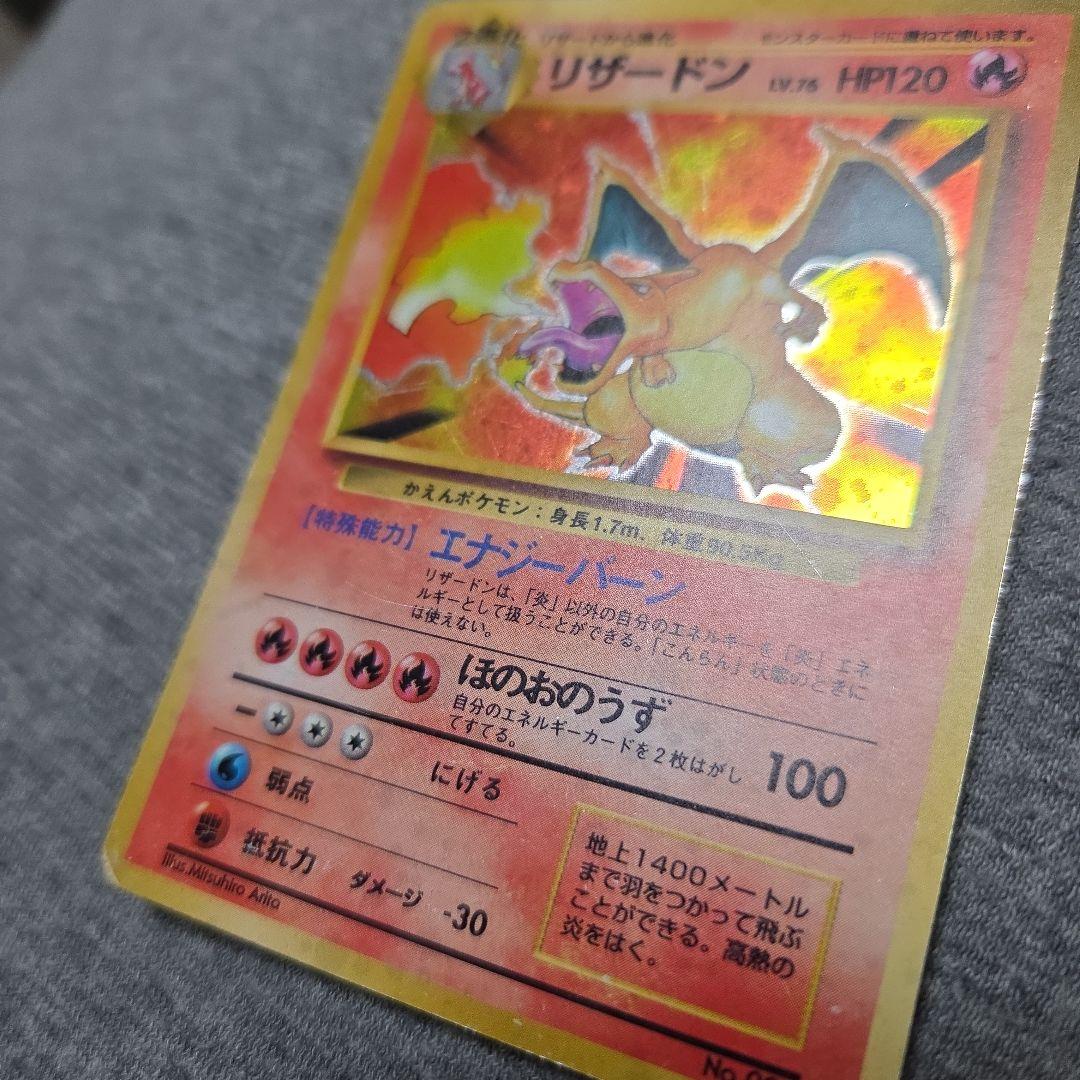 リザードから進化
モンスターカードに重ねて使います。
リザードン LV.76 HP120
かえんポケモン：身長1.7m、体重90.5Kg
【特殊能力】エナジーバーン
リザードンは、「炎」以外の自分のエネルギーを「炎」エネ
ルギーとして扱うことができる。「こんらん」状態のときに
は使えない。
ほのおのうず 100
自分のエネルギーカードを2枚はがし
てすてる。
にげる
弱点
抵抗力 ダメージ -30
地上1400メートル
まで羽をつかって飛ぶ
ことができる。高熱の
炎をはく。
Illus.Mitsuhiro Arita